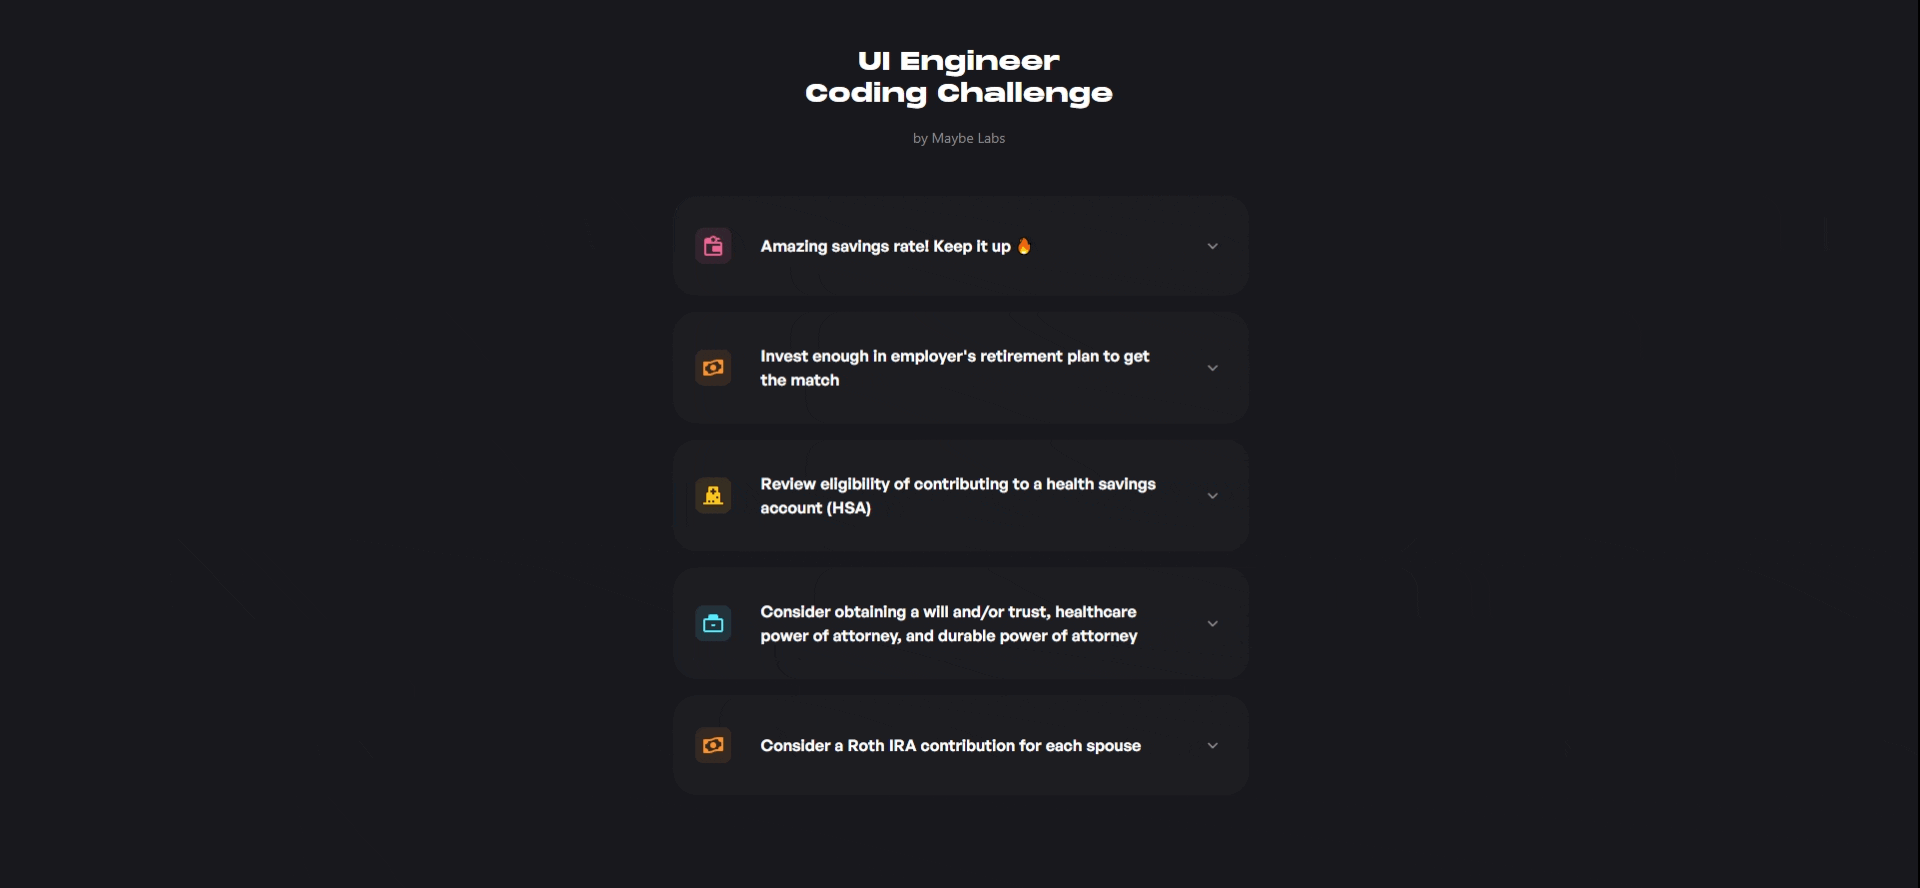 UI Engineer
Coding Challenge
by Maybe Labs
Amazing savings rate! Keep it up 🔥
Invest enough in employer's retirement plan to get
the match
Review eligibility of contributing to a health savings
account (HSA)
Consider obtaining a will and/or trust, healthcare
power of attorney, and durable power of attorney
Consider a Roth IRA contribution for each spouse